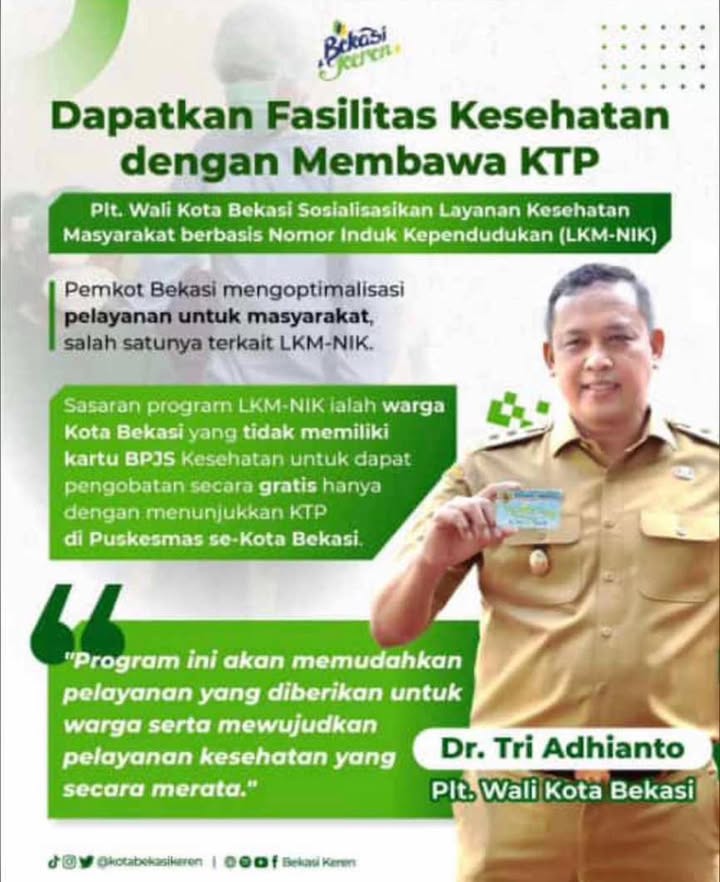 Bekasi
Keren
Dapatkan Fasilitas Kesehatan
dengan Membawa KTP
Plt. Wali Kota Bekasi Sosialisasikan Layanan Kesehatan
Masyarakat berbasis Nomor Induk Kependudukan (LKM-NIK)
Pemkot Bekasi mengoptimalisasi
pelayanan untuk masyarakat,
salah satunya terkait LKM-NIK.
Sasaran program LKM-NIK ialah warga
Kota Bekasi yang tidak memiliki
kartu BPJS Kesehatan untuk dapat
pengobatan secara gratis hanya
dengan menunjukkan KTP
di Puskesmas se-Kota Bekasi.
"Program ini akan memudahkan
pelayanan yang diberikan untuk
warga serta mewujudkan
pelayanan kesehatan yang
secara merata."
Dr. Tri Adhianto
Plt. Wali Kota Bekasi
@kotabekasikeren | Bekasi Keren